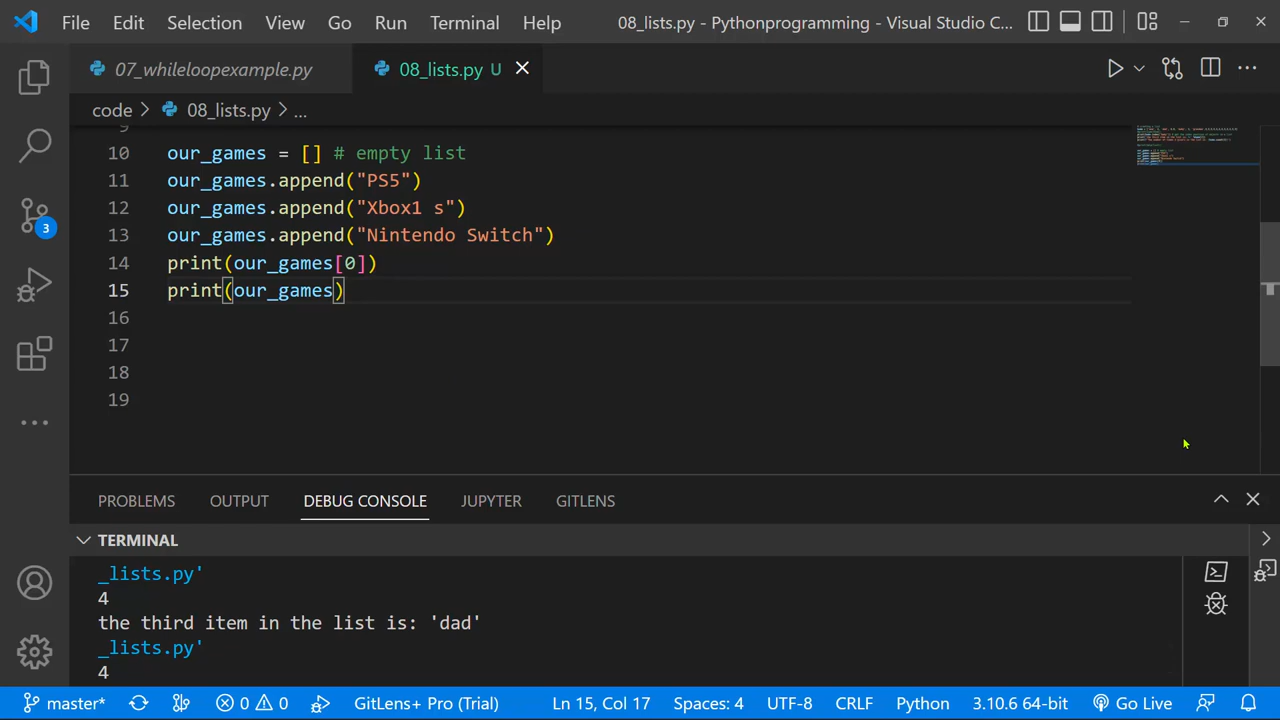 File Edit Selection View Go Run Terminal Help 08_lists.py - Pythonprogramming - Visual Studio C...
07_whileloopexample.py 08_lists.py U
code > 08_lists.py > ...
10 our_games = [] # empty list
11 our_games.append("PS5")
12 our_games.append("Xbox1 s")
13 our_games.append("Nintendo Switch")
14 print(our_games[0])
15 print(our_games)
16
17
18
19
3
PROBLEMS OUTPUT DEBUG CONSOLE JUPYTER GITLENS
TERMINAL
_lists.py'
4
the third item in the list is: 'dad'
_lists.py'
4
master* 0 0 GitLens+ Pro (Trial) Ln 15, Col 17 Spaces: 4 UTF-8 CRLF Python 3.10.6 64-bit Go Live